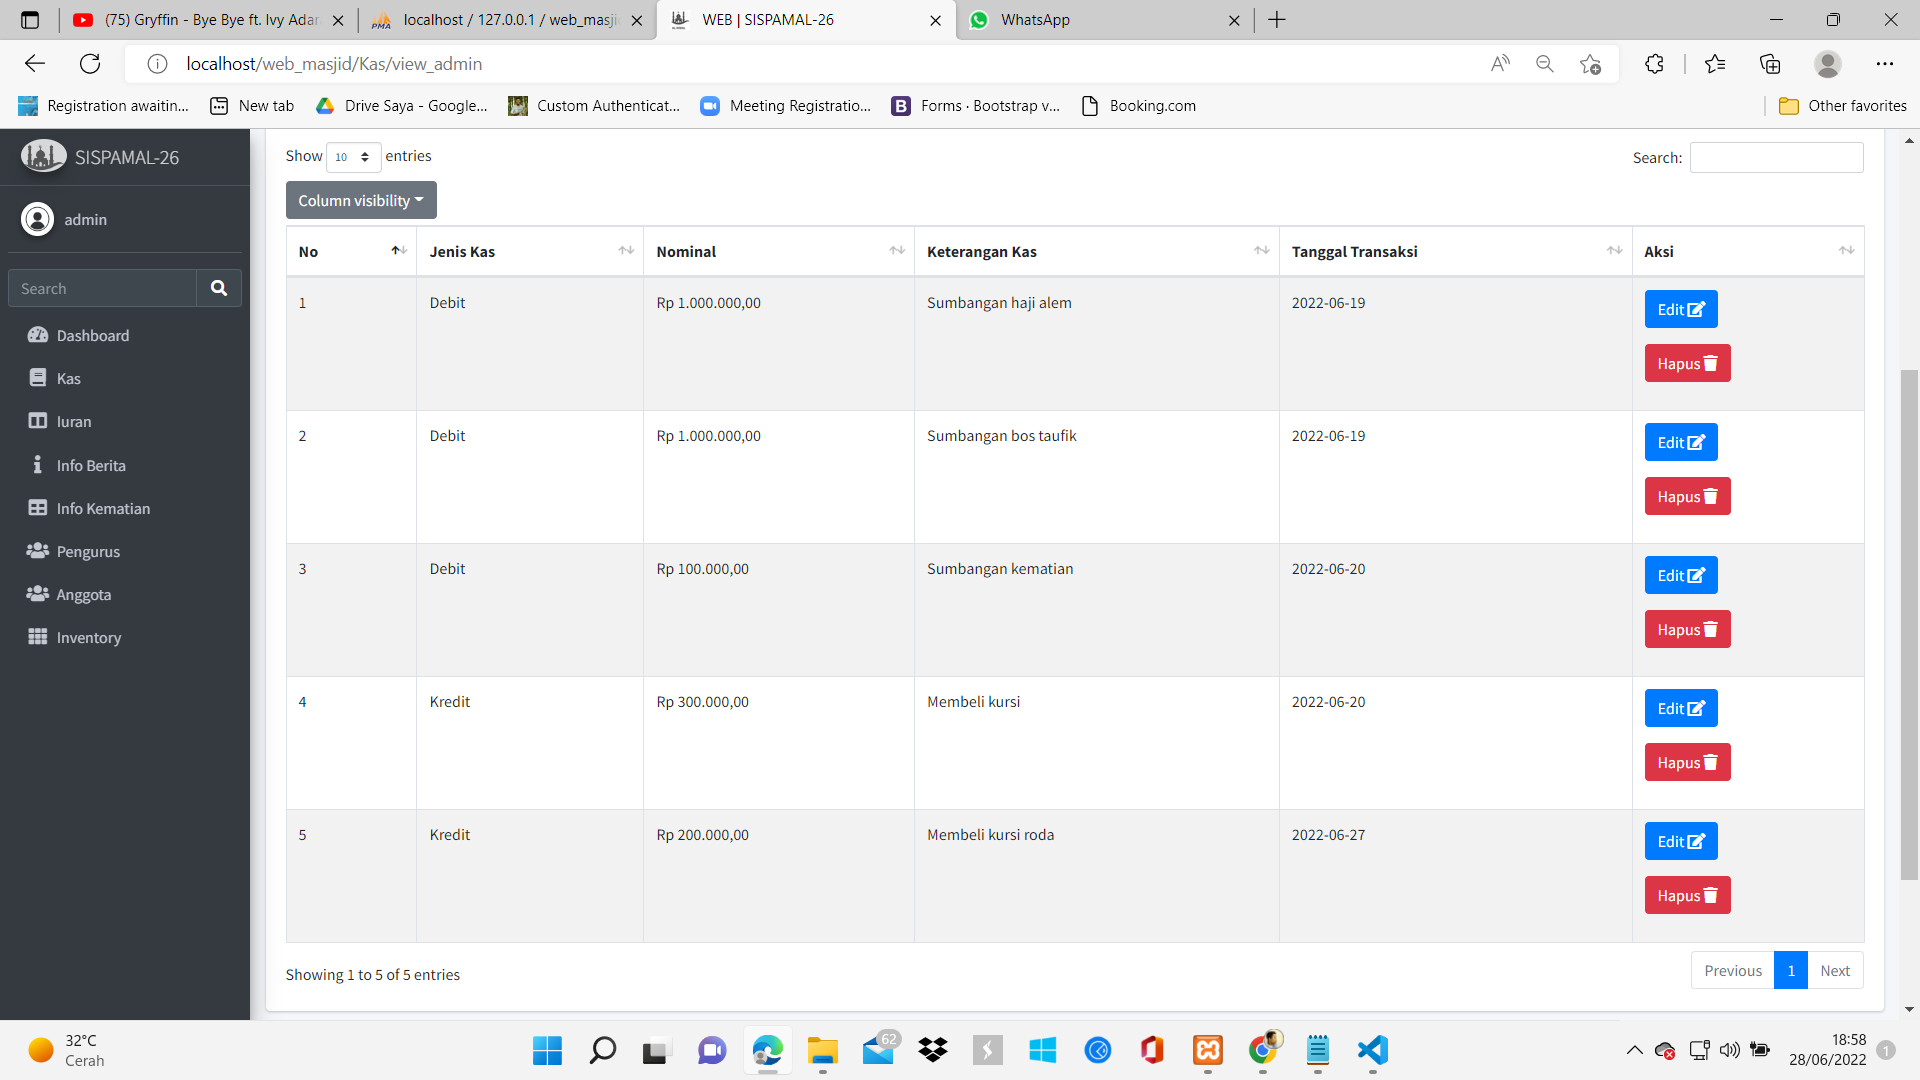 (75) Gryffin - Bye Bye ft. Ivy Adar
localhost / 127.0.0.1 / web_masji
WEB | SISPAMAL-26
WhatsApp
localhost/web_masjid/Kas/view_admin
Registration awaitin...
New tab
Drive Saya - Google...
Custom Authenticat...
Meeting Registratio...
Forms · Bootstrap v...
Booking.com
Other favorites
SISPAMAL-26
admin
Search
Dashboard
Kas
Iuran
Info Berita
Info Kematian
Pengurus
Anggota
Inventory
Show 10 entries
Search:
Column visibility
No Jenis Kas Nominal Keterangan Kas Tanggal Transaksi Aksi
1 Debit Rp 1.000.000,00 Sumbangan haji alem 2022-06-19 Edit
Hapus
2 Debit Rp 1.000.000,00 Sumbangan bos taufik 2022-06-19 Edit
Hapus
3 Debit Rp 100.000,00 Sumbangan kematian 2022-06-20 Edit
Hapus
4 Kredit Rp 300.000,00 Membeli kursi 2022-06-20 Edit
Hapus
5 Kredit Rp 200.000,00 Membeli kursi roda 2022-06-27 Edit
Hapus
Showing 1 to 5 of 5 entries
Previous 1 Next
32°C
Cerah
62
18:58
28/06/2022
1